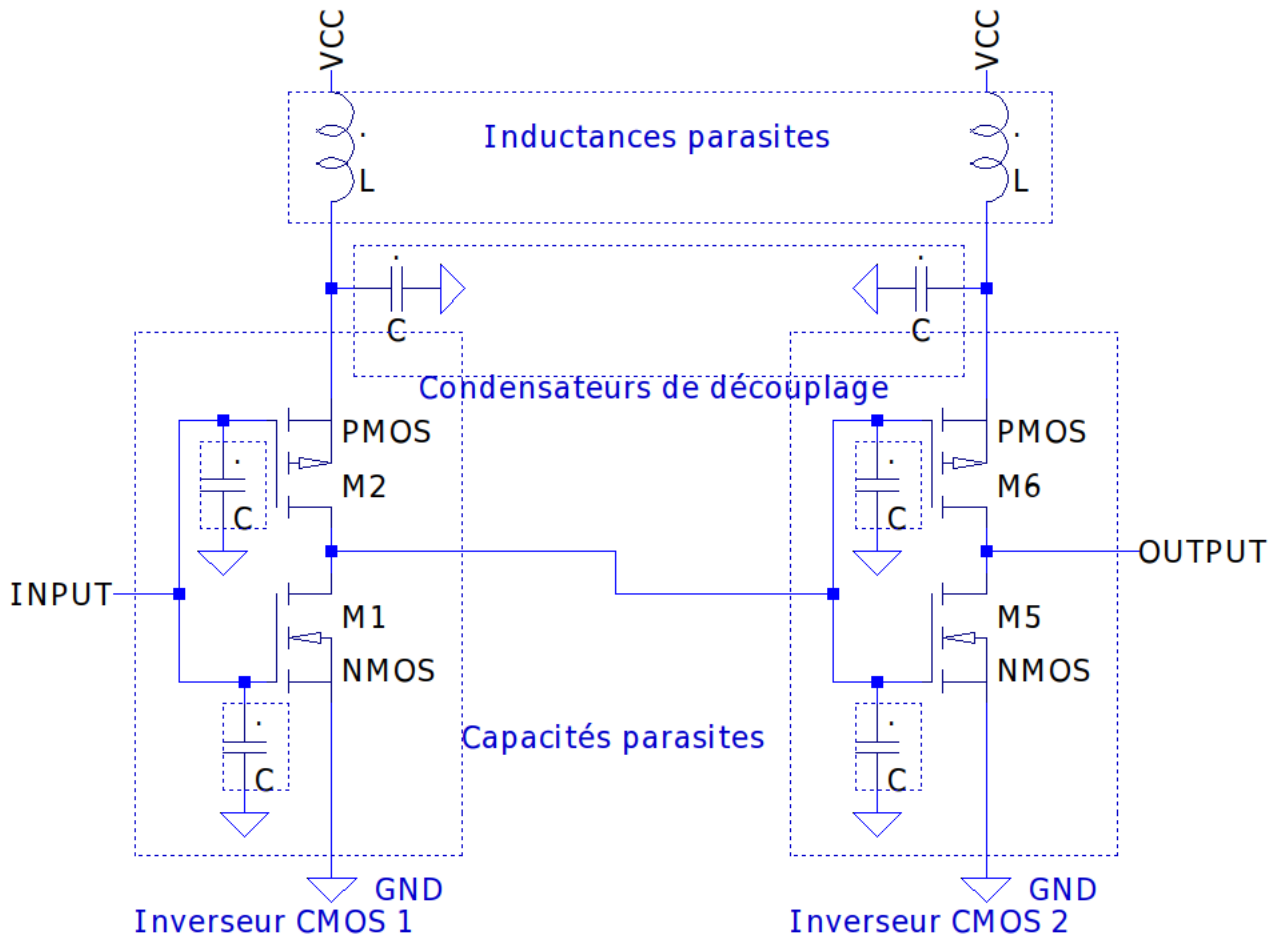 VCC
VCC
Inductances parasites
L
L
C
C
Condensateurs de découplage
PMOS
M2
C
PMOS
M6
C
INPUT
OUTPUT
M1
NMOS
C
M5
NMOS
C
Capacités parasites
GND
GND
Inverseur CMOS 1
Inverseur CMOS 2